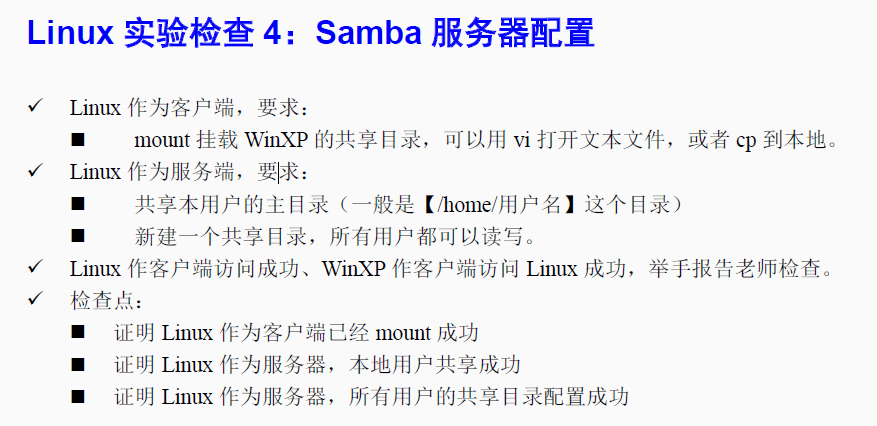 Linux 实验检查 4：Samba 服务器配置
✓ Linux 作为客户端，要求：
■ mount 挂载 WinXP 的共享目录，可以用 vi 打开文本文件，或者 cp 到本地。
✓ Linux 作为服务端，要求：
■ 共享本用户的主目录（一般是【/home/用户名】这个目录）
■ 新建一个共享目录，所有用户都可以读写。
✓ Linux 作客户端访问成功、WinXP 作客户端访问 Linux 成功，举手报告老师检查。
✓ 检查点：
■ 证明 Linux 作为客户端已经 mount 成功
■ 证明 Linux 作为服务器，本地用户共享成功
■ 证明 Linux 作为服务器，所有用户的共享目录配置成功